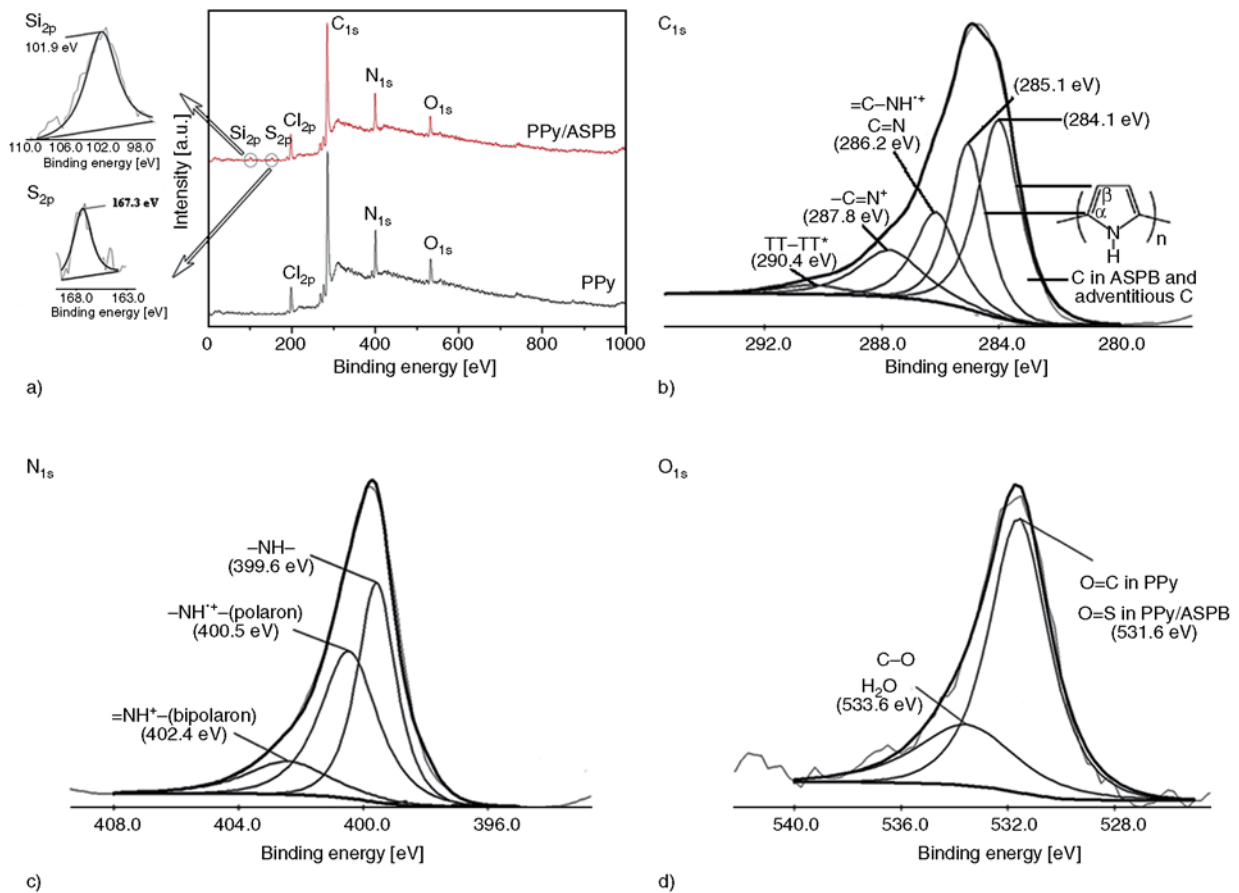 Si2p
101.9 eV
110.0 106.0 102.0 98.0
Binding energy [eV]
S2p
167.3 eV
168.0 163.0
Binding energy [eV]
Intensity [a.u.]
C1s
N1s
O1s
Cl2p
Si2p S2p
PPy/ASPB
N1s
O1s
Cl2p
PPy
0 200 400 600 800 1000
Binding energy [eV]
a)
C1s
(285.1 eV)
(284.1 eV)
=C–NH·+
C=N
(286.2 eV)
–C=N+
(287.8 eV)
TT–TT*
(290.4 eV)
β
α
N
H
n
C in ASPB and
adventitious C
292.0 288.0 284.0 280.0
Binding energy [eV]
b)
N1s
–NH–
(399.6 eV)
–NH·+–(polaron)
(400.5 eV)
=NH+–(bipolaron)
(402.4 eV)
408.0 404.0 400.0 396.0
Binding energy [eV]
c)
O1s
O=C in PPy
O=S in PPy/ASPB
(531.6 eV)
C–O
H2O
(533.6 eV)
540.0 536.0 532.0 528.0
Binding energy [eV]
d)